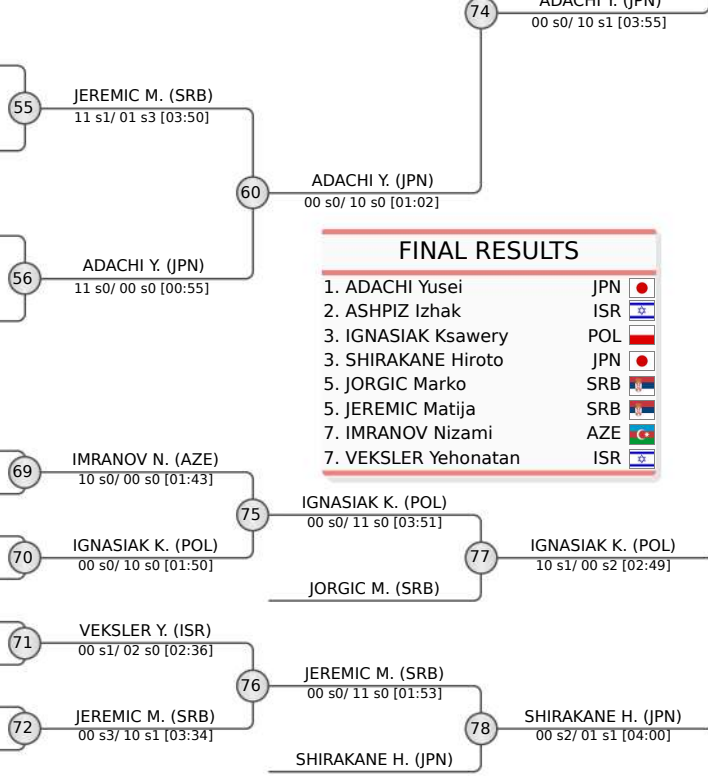 ADACHI Y. (JPN)
74
00 s0/ 10 s1 [03:55]
JEREMIC M. (SRB)
55
11 s1/ 01 s3 [03:50]
ADACHI Y. (JPN)
60
00 s0/ 10 s0 [01:02]
ADACHI Y. (JPN)
56
11 s0/ 00 s0 [00:55]
FINAL RESULTS
1. ADACHI Yusei JPN
2. ASHPIZ Izhak ISR
3. IGNASIAK Ksawery POL
3. SHIRAKANE Hiroto JPN
5. JORGIC Marko SRB
5. JEREMIC Matija SRB
7. IMRANOV Nizami AZE
7. VEKSLER Yehonatan ISR
IMRANOV N. (AZE)
69
10 s0/ 00 s0 [01:43]
IGNASIAK K. (POL)
75
00 s0/ 11 s0 [03:51]
IGNASIAK K. (POL)
70
00 s0/ 10 s0 [01:50]
IGNASIAK K. (POL)
77
10 s1/ 00 s2 [02:49]
JORGIC M. (SRB)
VEKSLER Y. (ISR)
71
00 s1/ 02 s0 [02:36]
JEREMIC M. (SRB)
76
00 s0/ 11 s0 [01:53]
JEREMIC M. (SRB)
72
00 s3/ 10 s1 [03:34]
SHIRAKANE H. (JPN)
78
00 s2/ 01 s1 [04:00]
SHIRAKANE H. (JPN)